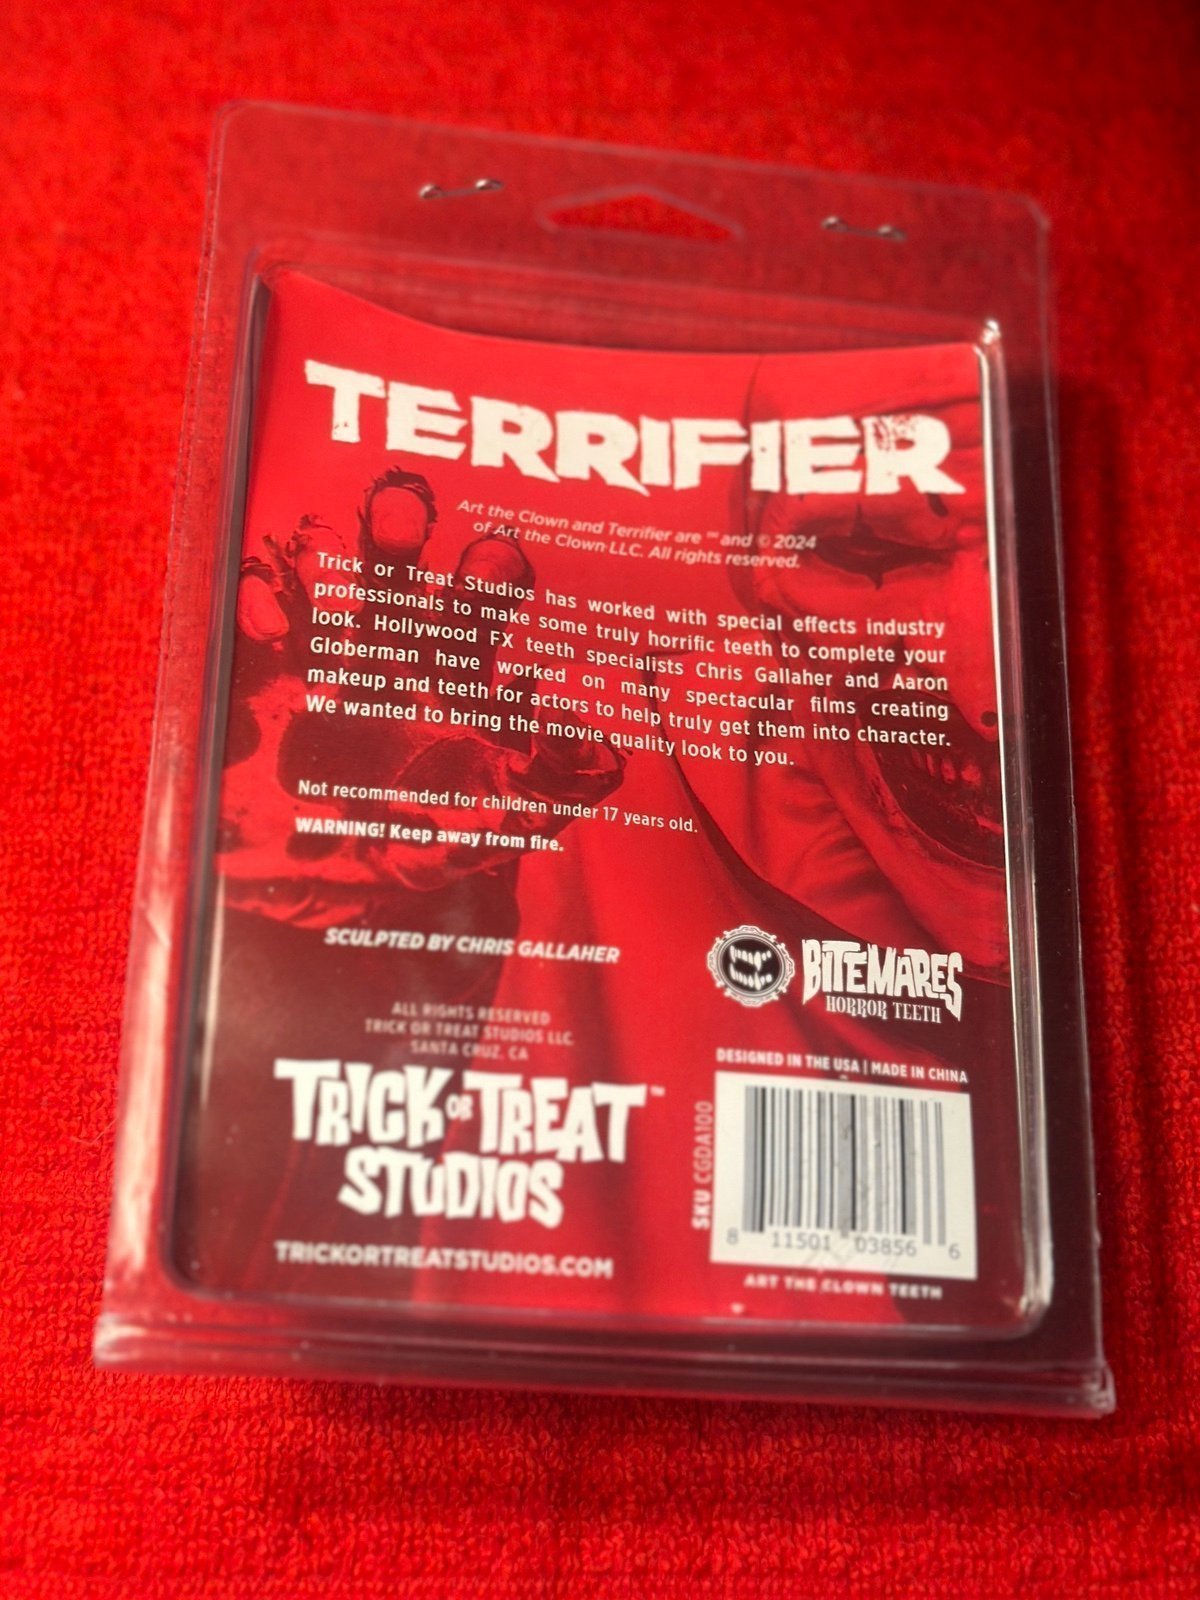 TERRIFIER
Art the Clown and Terrifier are ™ and © 2024
of Art the Clown LLC. All rights reserved.
Trick or Treat Studios has worked with special effects industry
professionals to make some truly horrific teeth to complete your
look. Hollywood FX teeth specialists Chris Gallaher and Aaron
Globerman have worked on many spectacular films creating
makeup and teeth for actors to help truly get them into character.
We wanted to bring the movie quality look to you.
Not recommended for children under 17 years old.
WARNING! Keep away from fire.
SCULPTED BY CHRIS GALLAHER
BITEMARES
HORROR TEETH
ALL RIGHTS RESERVED
TRICK OR TREAT STUDIOS LLC
SANTA CRUZ, CA
TRICK OR TREAT™
STUDIOS
TRICKORTREATSTUDIOS.COM
DESIGNED IN THE USA | MADE IN CHINA
SKU CGDA100
8 11501 03856 6
ART THE CLOWN TEETH